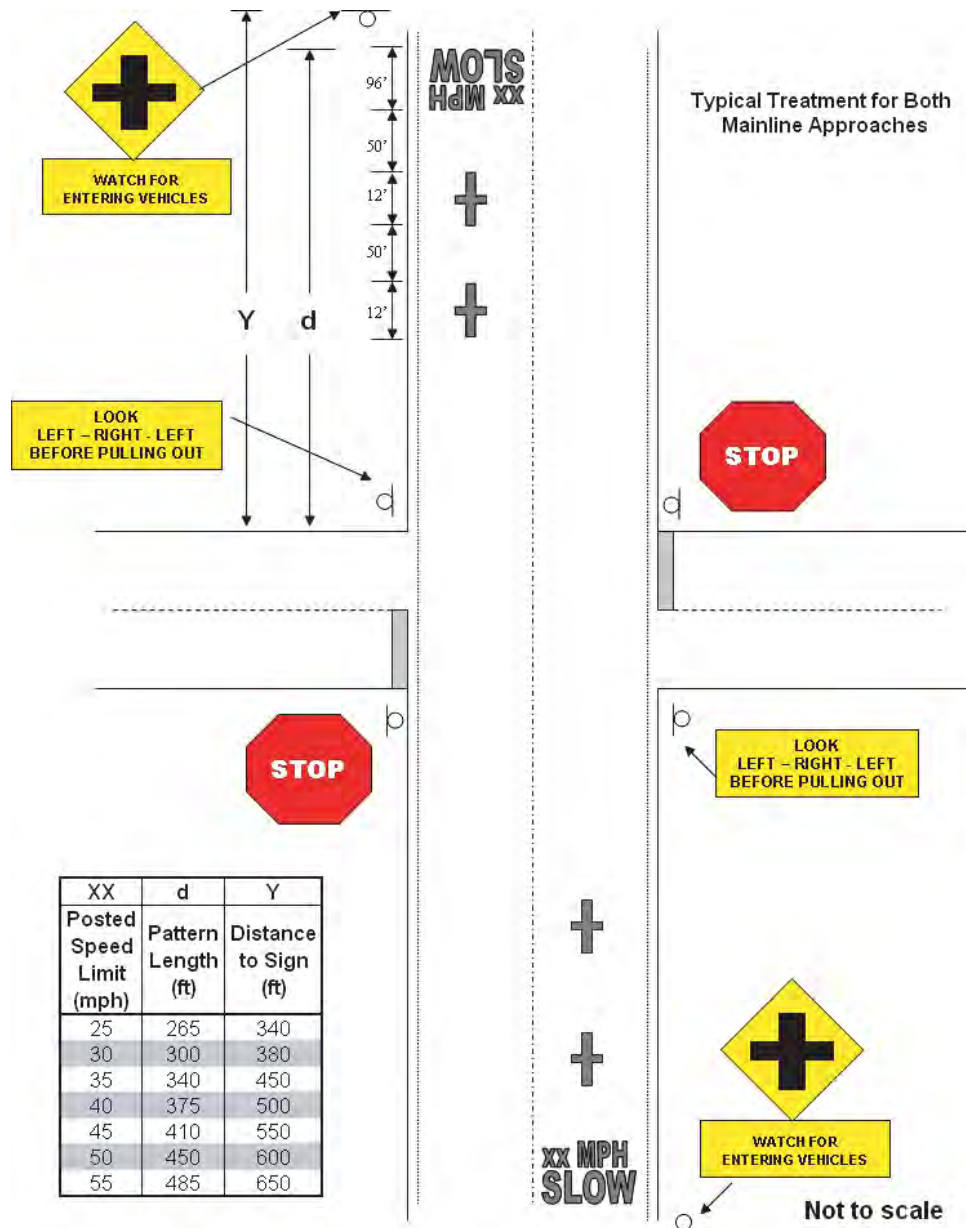 WATCH FOR
ENTERING VEHICLES
96'
50'
12'
50'
12'
Y
d
SLOW
XX MPH
Typical Treatment for Both
Mainline Approaches
LOOK
LEFT – RIGHT - LEFT
BEFORE PULLING OUT
STOP
STOP
LOOK
LEFT – RIGHT - LEFT
BEFORE PULLING OUT
XX d Y
Posted Speed Limit (mph) Pattern Length (ft) Distance to Sign (ft)
25 265 340
30 300 380
35 340 450
40 375 500
45 410 550
50 450 600
55 485 650
XX MPH
SLOW
WATCH FOR
ENTERING VEHICLES
Not to scale